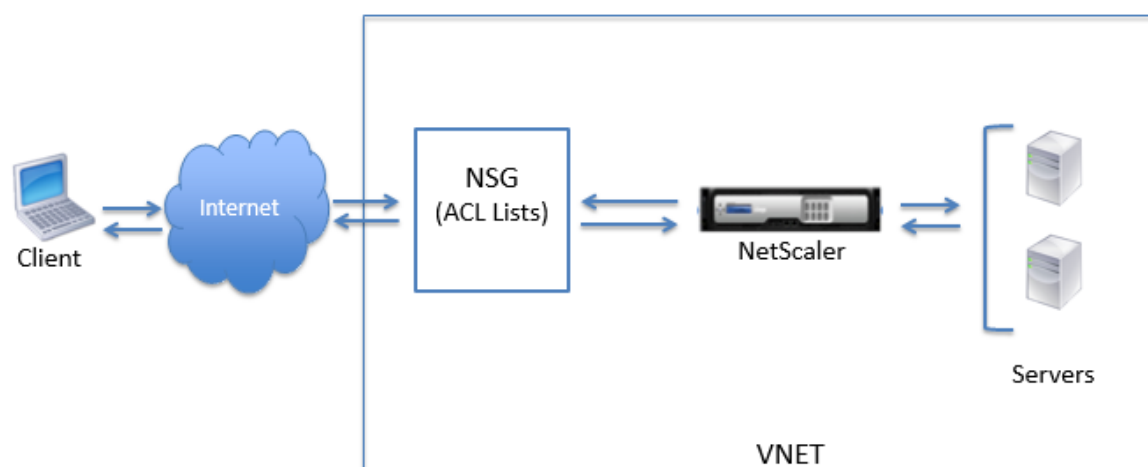 Client
Internet
NSG
(ACL Lists)
NetScaler
Servers
VNET